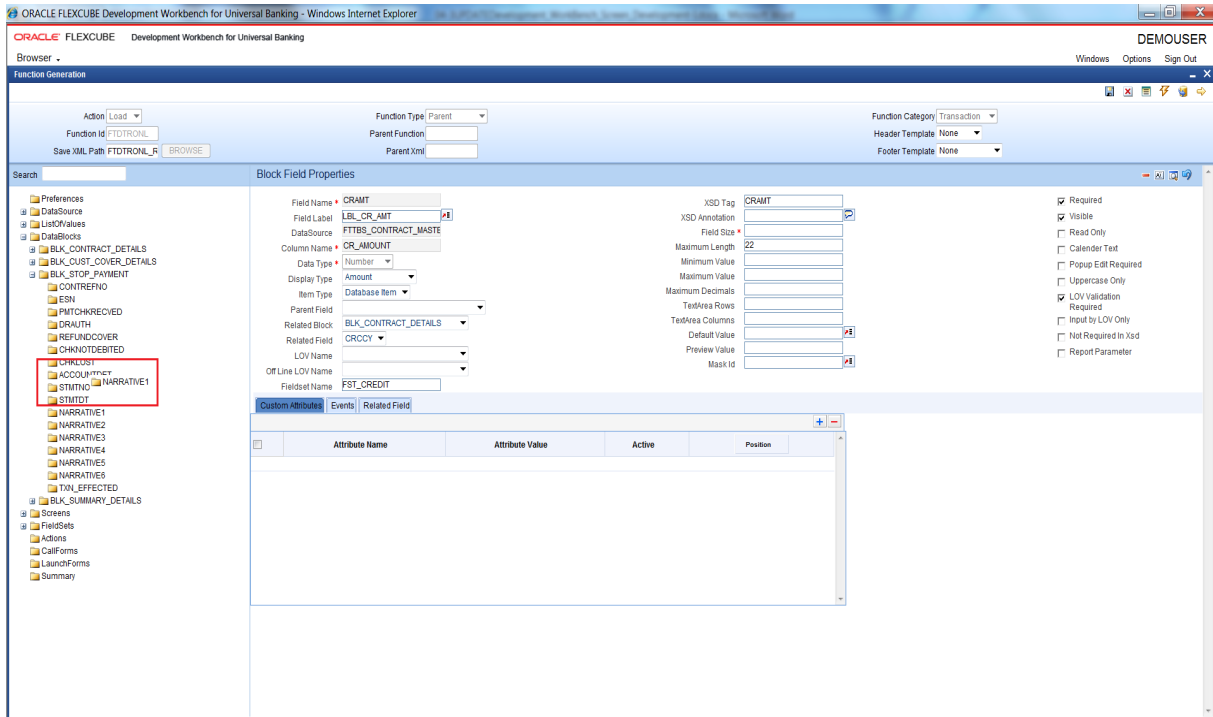 ORACLE FLEXCUBE Development Workbench for Universal Banking - Windows Internet Explorer
ORACLE FLEXCUBE Development Workbench for Universal Banking
DEMOUSER
Browser
Windows Options Sign Out
Function Generation
Action Load
Function Type Parent
Function Category Transaction
Function Id FTDTRONL
Parent Function
Header Template None
Save XML Path FTDTRONL_R BROWSE
Parent Xml
Footer Template None
Search
Preferences
DataSource
ListOfValues
DataBlocks
BLK_CONTRACT_DETAILS
BLK_CUST_COVER_DETAILS
BLK_STOP_PAYMENT
CONTREFNO
ESN
PMTCHKRECVED
DRAUTH
REFUNDCOVER
CHKNOTDEBITED
CHKLOST
ACCOUNTDET
NARRATIVE1
STMTNO
STMTDT
NARRATIVE1
NARRATIVE2
NARRATIVE3
NARRATIVE4
NARRATIVE5
NARRATIVE6
TXN_EFFECTED
BLK_SUMMARY_DETAILS
Screens
FieldSets
Actions
CallForms
LaunchForms
Summary
Block Field Properties
Field Name * CRAMT
Field Label LBL_CR_AMT
DataSource FTTBS_CONTRACT_MASTE
Column Name * CR_AMOUNT
Data Type * Number
Display Type Amount
Item Type Database Item
Parent Field
Related Block BLK_CONTRACT_DETAILS
Related Field CRCCY
LOV Name
Off Line LOV Name
Fieldset Name FST_CREDIT
XSD Tag CRAMT
XSD Annotation
Field Size *
Maximum Length 22
Minimum Value
Maximum Value
Maximum Decimals
TextArea Rows
TextArea Columns
Default Value
Preview Value
Mask Id
Required
Visible
Read Only
Calender Text
Popup Edit Required
Uppercase Only
LOV Validation
Required
Input by LOV Only
Not Required In Xsd
Report Parameter
Custom Attributes Events Related Field
Attribute Name Attribute Value Active Position